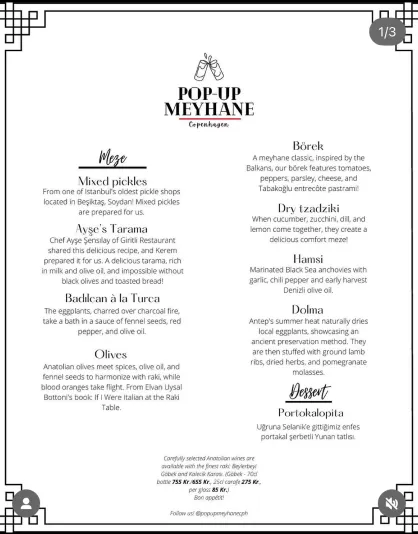 1/3
POP-UP
MEYHANE
Copenhagen
Meze
Mixed pickles
From one of Istanbul's oldest pickle shops
located in Beşiktaş, Soydan! Mixed pickles
are prepared for us.
Ayşe's Tarama
Chef Ayşe Şensılay of Giritli Restaurant
shared this delicious recipe, and Kerem
prepared it for us. A delicious tarama, rich
in milk and olive oil, and impossible without
black olives and toasted bread!
Badılcan à la Turca
The eggplants, charred over charcoal fire,
take a bath in a sauce of fennel seeds, red
pepper, and olive oil.
Olives
Anatolian olives meet spices, olive oil, and
fennel seeds to harmonize with raki, while
blood oranges take flight. From Elvan Uysal
Bottoni's book: If I Were Italian at the Raki
Table.
Börek
A meyhane classic, inspired by the
Balkans, our börek features tomatoes,
peppers, parsley, cheese, and
Tabakoğlu entrecôte pastrami!
Dry tzadziki
When cucumber, zucchini, dill, and
lemon come together, they create a
delicious comfort meze!
Hamsi
Marinated Black Sea anchovies with
garlic, chili pepper and early harvest
Denizli olive oil.
Dolma
Antep's summer heat naturally dries
local eggplants, showcasing an
ancient preservation method. They
are then stuffed with ground lamb
ribs, dried herbs, and pomegranate
molasses.
Dessert
Portokalopita
Uğruna Selanik'e gittiğimiz enfes
portakal şerbetli Yunan tatlısı.
Carefully selected Anatolian wines are
available with the finest raki: Beylerbeyi
Göbek and Kalecik Karası. (Göbek - 70cl
bottle 755 Kr./655 Kr., 25cl carafe 275 Kr.,
per glass 85 Kr.)
Bon appétit!
Follow us! @popupmeyhanecph